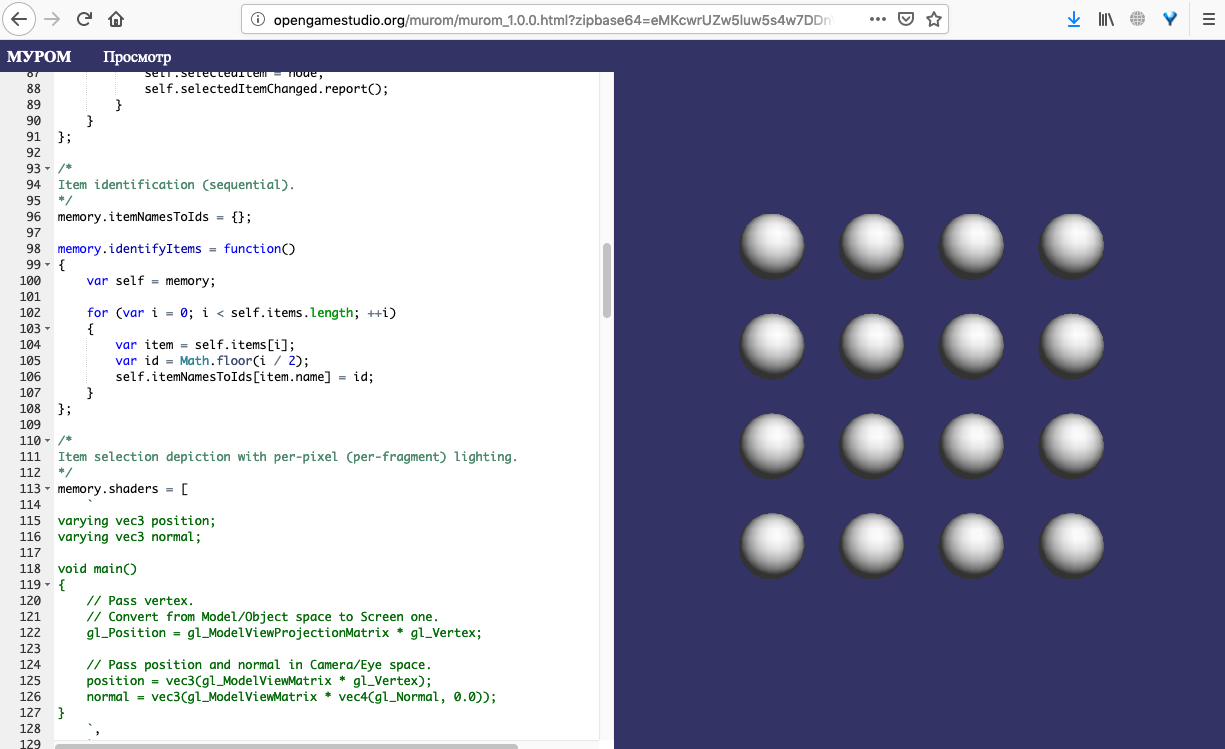 opengamestudio.org/murom/murom_1.0.0.html?zipbase64=eMKcwrUZw5luw5s4w7DDn
МУРОМ Просмотр
87 self.selectedItem = node;
88 self.selectedItemChanged.report();
89 }
90 }
91 };
92
93 /*
94 Item identification (sequential).
95 */
96 memory.itemNamesToIds = {};
97
98 memory.identifyItems = function()
99 {
100 var self = memory;
101
102 for (var i = 0; i < self.items.length; ++i)
103 {
104 var item = self.items[i];
105 var id = Math.floor(i / 2);
106 self.itemNamesToIds[item.name] = id;
107 }
108 };
109
110 /*
111 Item selection depiction with per-pixel (per-fragment) lighting.
112 */
113 memory.shaders = [
114 `
115 varying vec3 position;
116 varying vec3 normal;
117
118 void main()
119 {
120 // Pass vertex.
121 // Convert from Model/Object space to Screen one.
122 gl_Position = gl_ModelViewProjectionMatrix * gl_Vertex;
123
124 // Pass position and normal in Camera/Eye space.
125 position = vec3(gl_ModelViewMatrix * gl_Vertex);
126 normal = vec3(gl_ModelViewMatrix * vec4(gl_Normal, 0.0));
127 }
128 `,
129